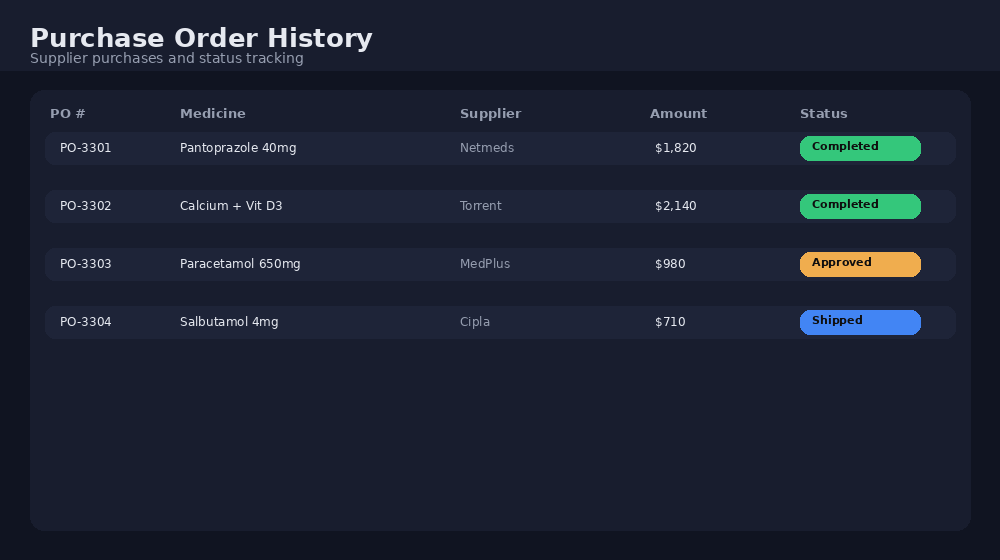 Purchase Order History
Supplier purchases and status tracking
PO # Medicine Supplier Amount Status
PO-3301 Pantoprazole 40mg Netmeds $1,820 Completed
PO-3302 Calcium + Vit D3 Torrent $2,140 Completed
PO-3303 Paracetamol 650mg MedPlus $980 Approved
PO-3304 Salbutamol 4mg Cipla $710 Shipped